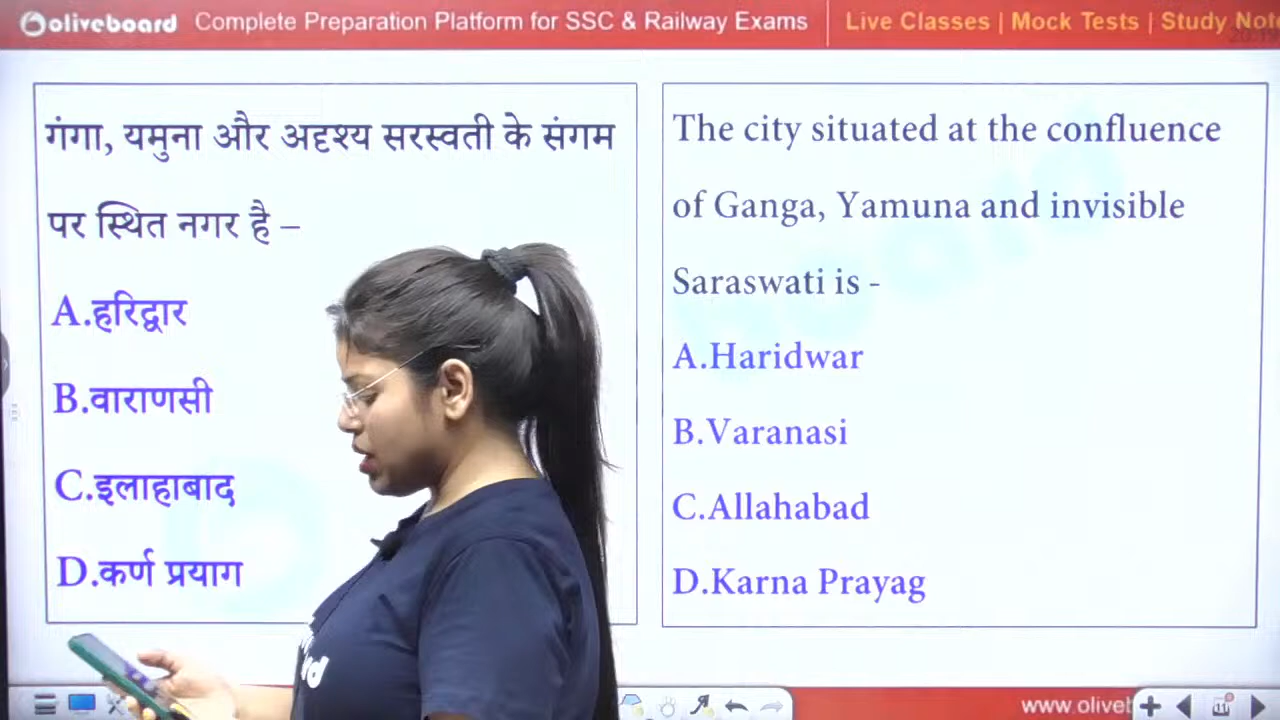 oliveboard Complete Preparation Platform for SSC & Railway Exams Live Classes | Mock Tests | Study Not
गंगा, यमुना और अदृश्य सरस्वती के संगम
पर स्थित नगर है –
A.हरिद्वार
B.वाराणसी
C.इलाहाबाद
D.कर्ण प्रयाग
The city situated at the confluence
of Ganga, Yamuna and invisible
Saraswati is -
A.Haridwar
B.Varanasi
C.Allahabad
D.Karna Prayag
www.olivet